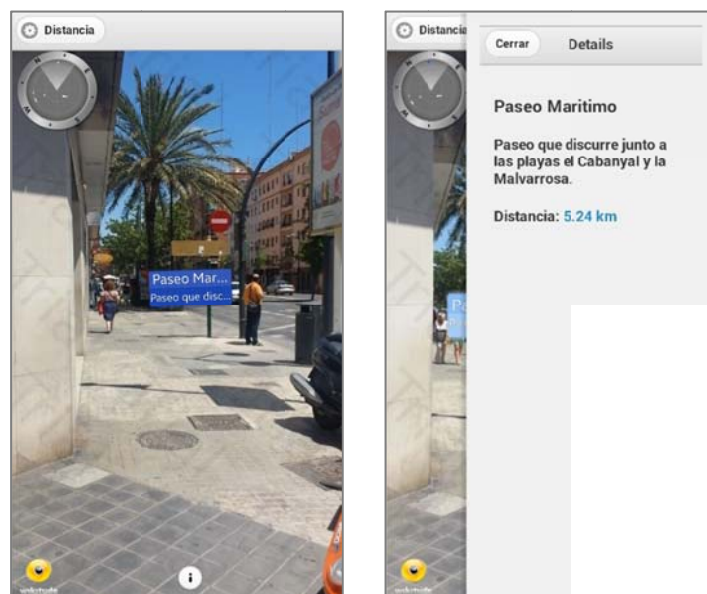 Distancia
Paseo Mar...
Paseo que disc...
wikitude
Distancia
Cerrar
Details
Paseo Maritimo
Paseo que discurre junto a
las playas el Cabanyal y la
Malvarrosa.
Distancia: 5.24 km